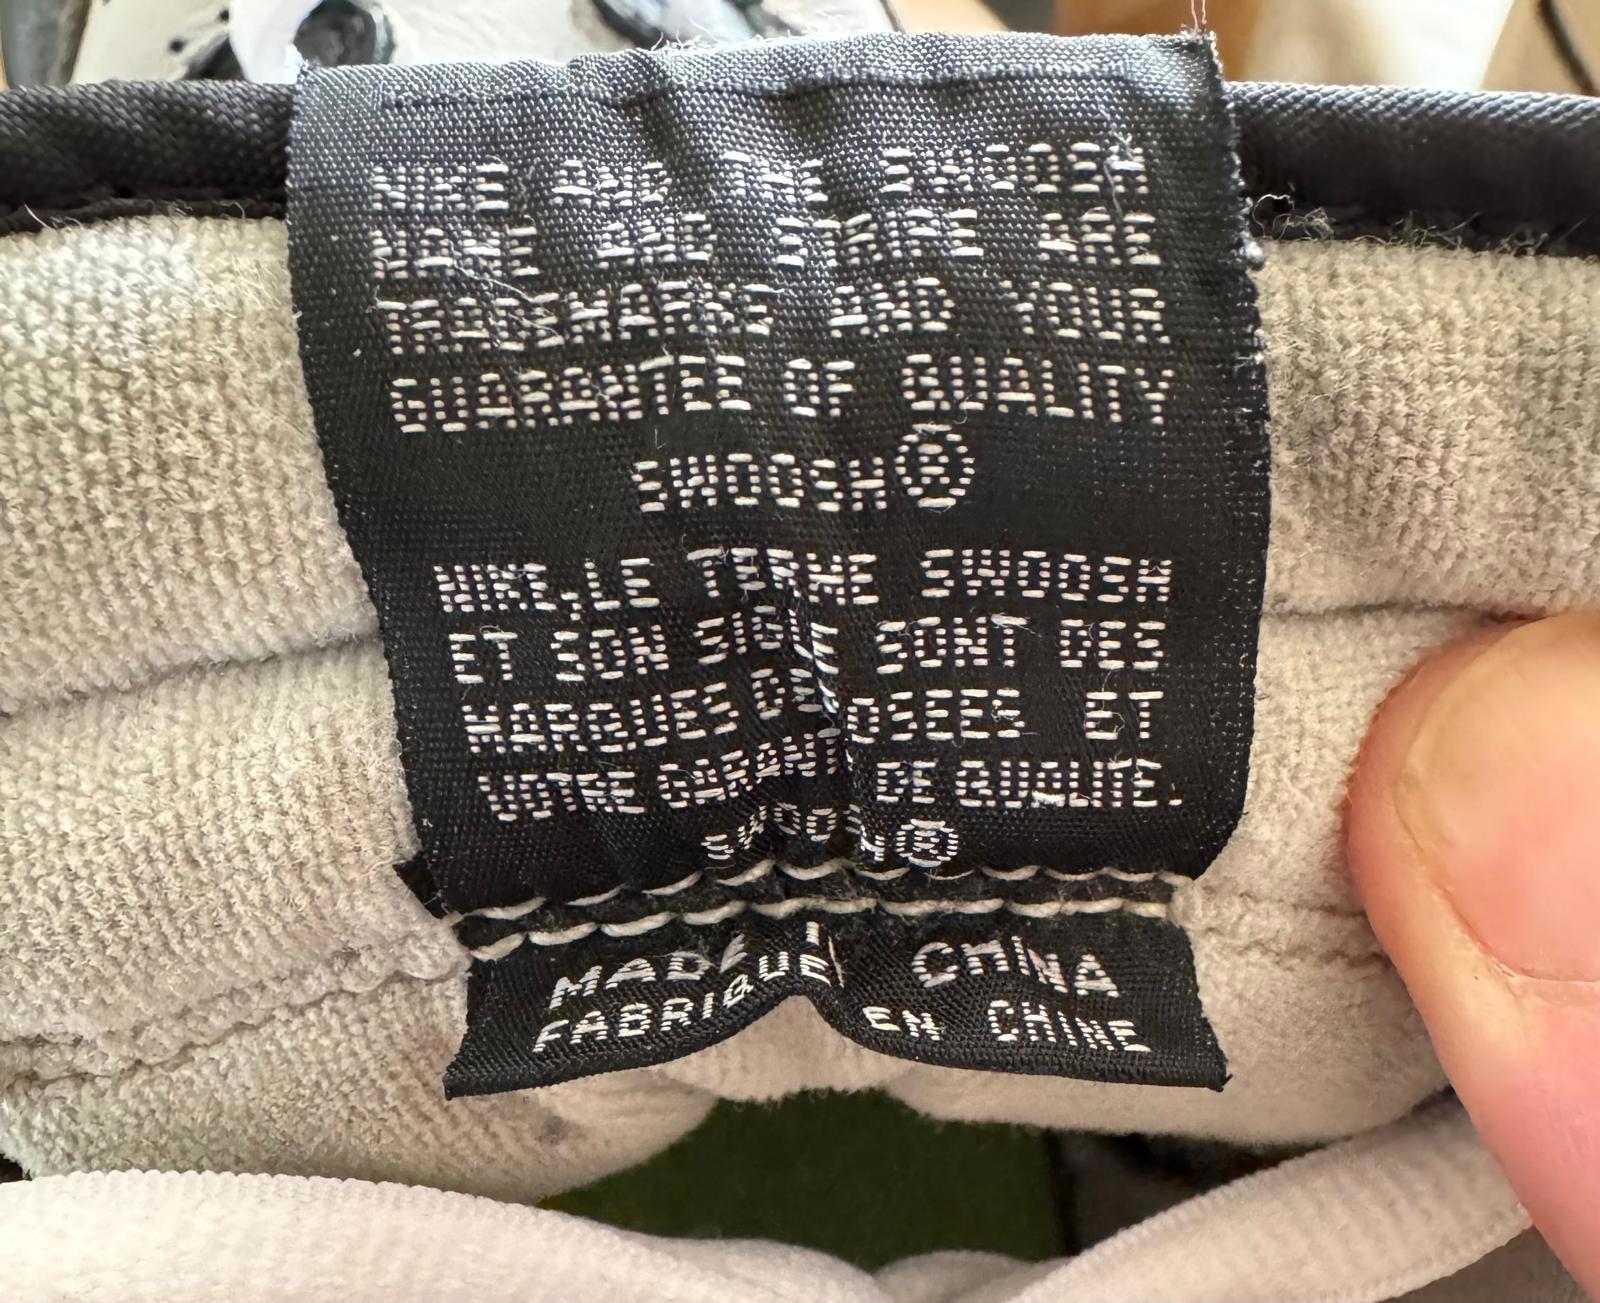 NIKE AND THE SWOOSH
NAME AND STRIPE ARE
TRADEMARKS AND YOUR
GUARANTEE OF QUALITY
SWOOSH®
NIKE, LE TERME SWOOSH
ET SON SIGLE SONT DES
MARQUES DEPOSEES ET
VOTRE GARANT DE QUALITE.
SWOOSH®
MADE IN CHINA
FABRIQUE EN CHINE